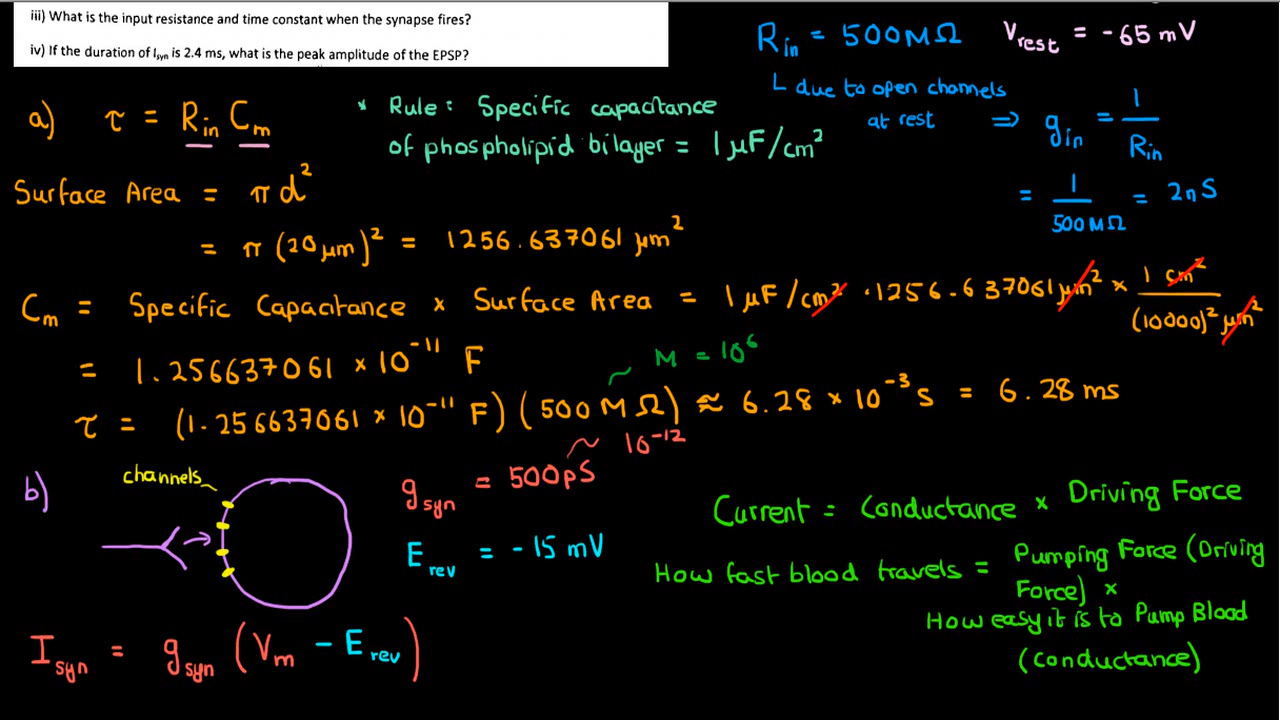 iii) What is the input resistance and time constant when the synapse fires?
iv) If the duration of Isyn is 2.4 ms, what is the peak amplitude of the EPSP?
Rin = 500MΩ Vrest = -65 mV
L due to open channels
at rest ⇒ gin = 1/Rin
= 1/500MΩ = 2nS
a) τ = Rin Cm
* Rule: Specific capacitance
of phospholipid bilayer = 1μF/cm²
Surface Area = πd²
= π(20μm)² = 1256.637061 μm²
Cm = Specific Capacitance × Surface Area = 1μF/cm² · 1256.637061μm² × 1 cm²/(10000)² μm²
= 1.256637061 × 10⁻¹¹ F
M = 10⁶
τ = (1.256637061 × 10⁻¹¹ F)(500MΩ) ≈ 6.28 × 10⁻³ s = 6.28 ms
10⁻¹²
b) channels
gsyn = 500pS
Erev = -15 mV
Isyn = gsyn (Vm - Erev)
Current = Conductance × Driving Force
How fast blood travels = Pumping Force (Driving
Force) ×
How easy it is to Pump Blood
(conductance)